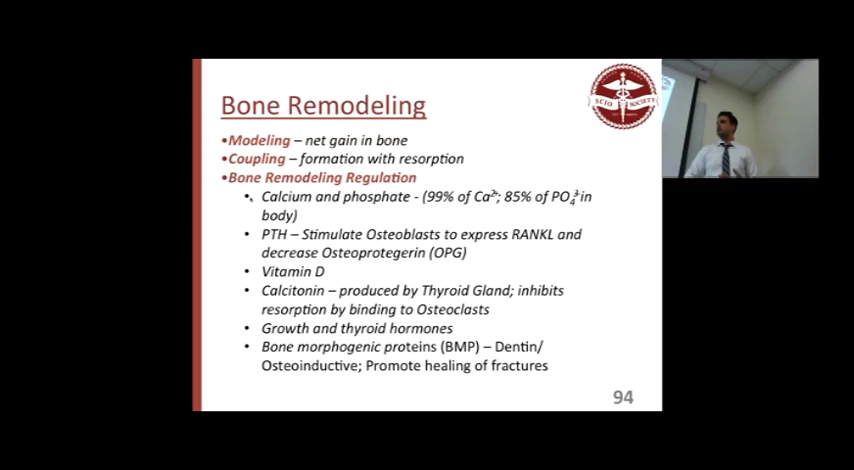 Bone Remodeling
SCIO SOCIETY
•Modeling – net gain in bone
•Coupling – formation with resorption
•Bone Remodeling Regulation
• Calcium and phosphate - (99% of Ca²⁺; 85% of PO₄³⁻ in
body)
• PTH – Stimulate Osteoblasts to express RANKL and
decrease Osteoprotegerin (OPG)
• Vitamin D
• Calcitonin – produced by Thyroid Gland; inhibits
resorption by binding to Osteoclasts
• Growth and thyroid hormones
• Bone morphogenic proteins (BMP) – Dentin/
Osteoinductive; Promote healing of fractures
94